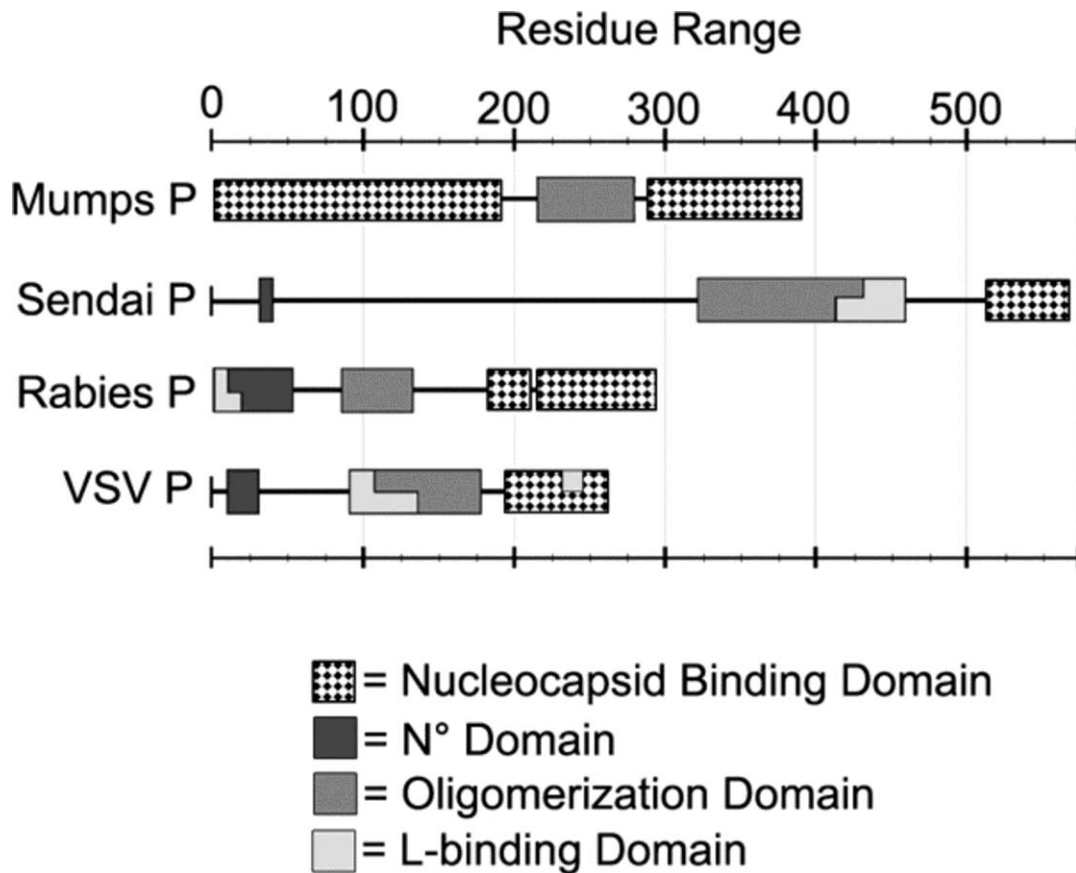 Residue Range
0 100 200 300 400 500
Mumps P
Sendai P
Rabies P
VSV P
= Nucleocapsid Binding Domain
= N° Domain
= Oligomerization Domain
= L-binding Domain